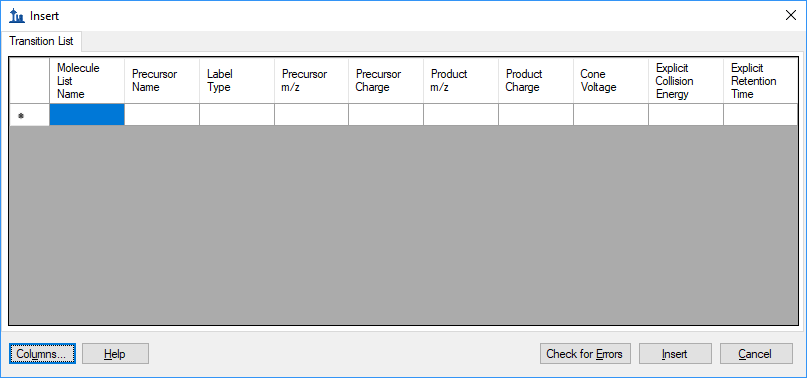 Insert
Transition List
Molecule
List
Name
Precursor
Name
Label
Type
Precursor
m/z
Precursor
Charge
Product
m/z
Product
Charge
Cone
Voltage
Explicit
Collision
Energy
Explicit
Retention
Time
*
Columns...
Help
Check for Errors
Insert
Cancel